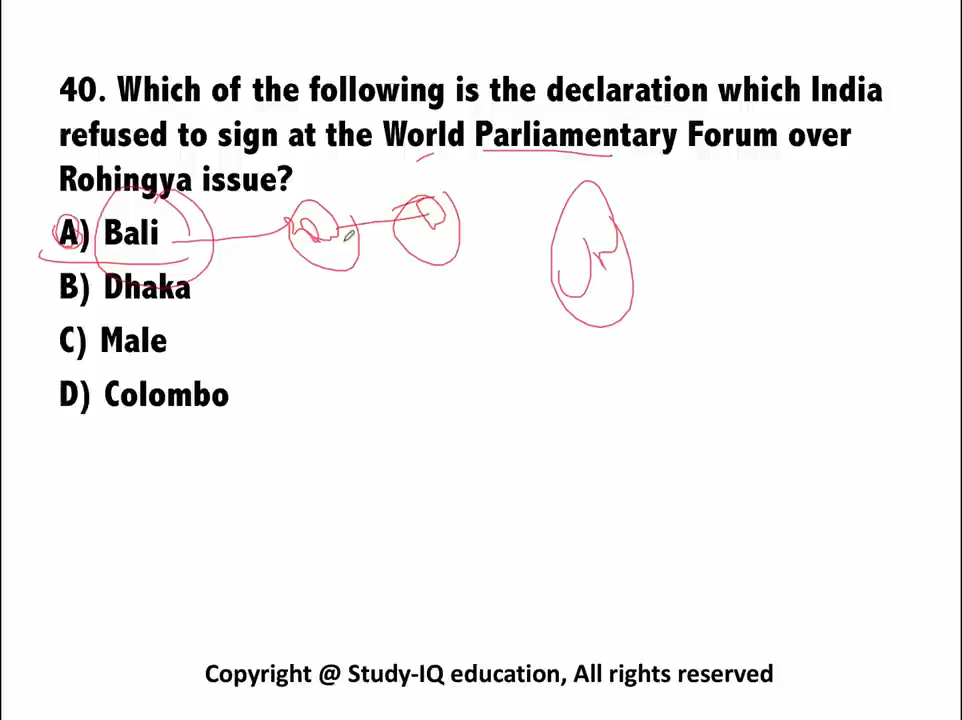 40. Which of the following is the declaration which India
refused to sign at the World Parliamentary Forum over
Rohingya issue?
A) Bali
B) Dhaka
C) Male
D) Colombo
Copyright @ Study-IQ education, All rights reserved